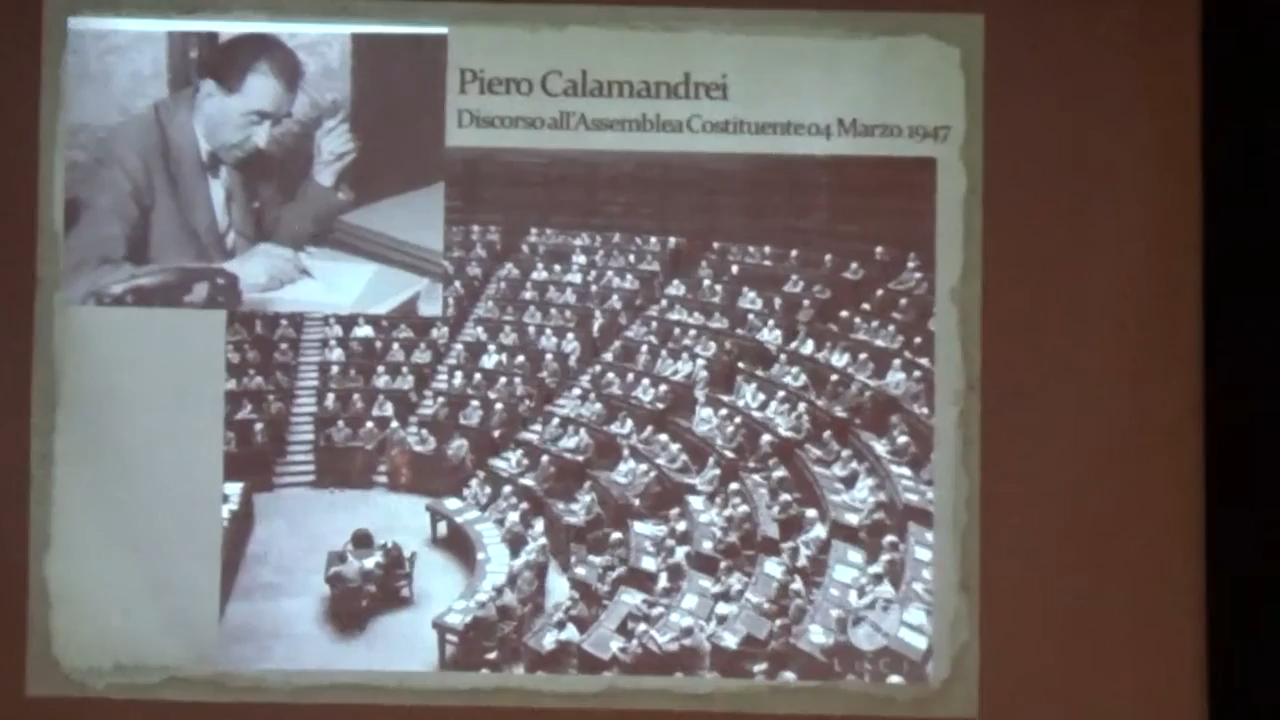 Piero Calamandrei
Discorso all'Assemblea Costituente 04 Marzo 1947